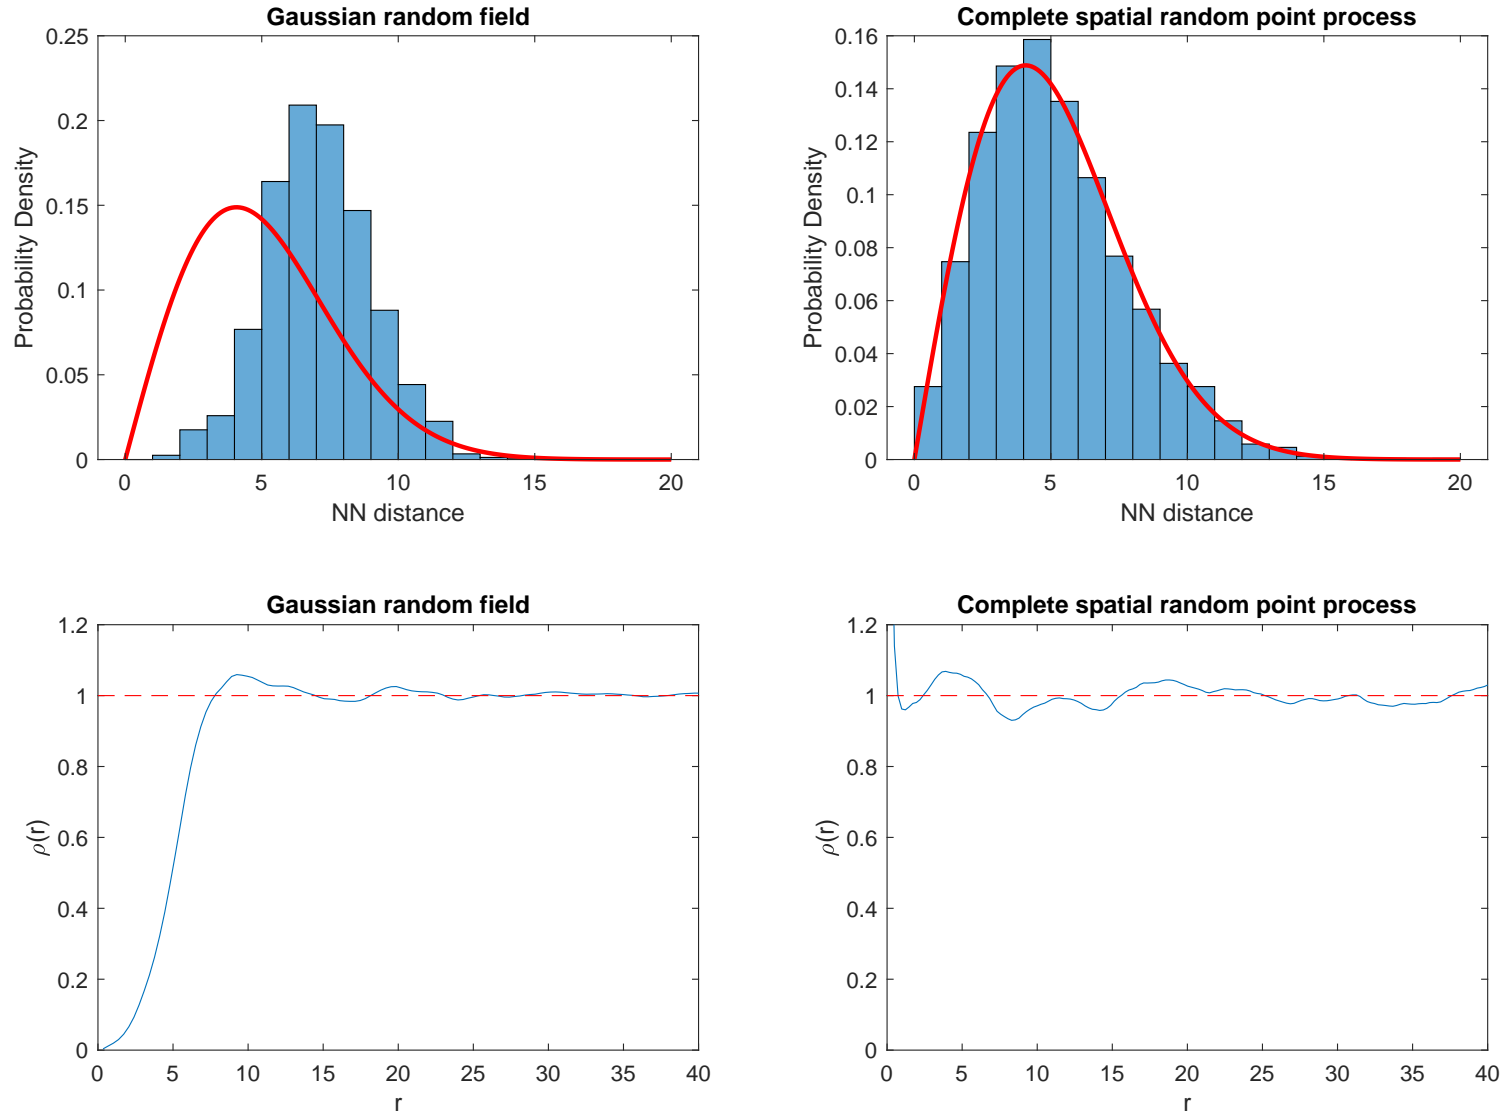 Gaussian random field
0.25
0.2
0.15
0.1
0.05
0
Probability Density
0 5 10 15 20
NN distance
Complete spatial random point process
0.16
0.14
0.12
0.1
0.08
0.06
0.04
0.02
0
Probability Density
0 5 10 15 20
NN distance
Gaussian random field
1.2
1
0.8
0.6
0.4
0.2
0
ρ(r)
0 5 10 15 20 25 30 35 40
r
Complete spatial random point process
1.2
1
0.8
0.6
0.4
0.2
0
ρ(r)
0 5 10 15 20 25 30 35 40
r